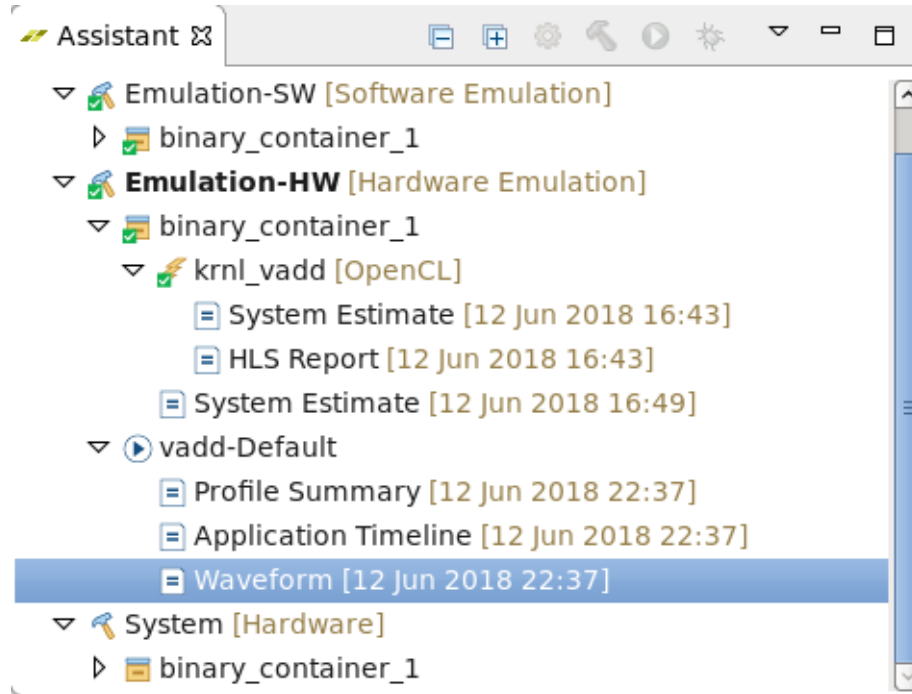 Assistant
Emulation-SW [Software Emulation]
binary_container_1
Emulation-HW [Hardware Emulation]
binary_container_1
krnl_vadd [OpenCL]
System Estimate [12 Jun 2018 16:43]
HLS Report [12 Jun 2018 16:43]
System Estimate [12 Jun 2018 16:49]
vadd-Default
Profile Summary [12 Jun 2018 22:37]
Application Timeline [12 Jun 2018 22:37]
Waveform [12 Jun 2018 22:37]
System [Hardware]
binary_container_1